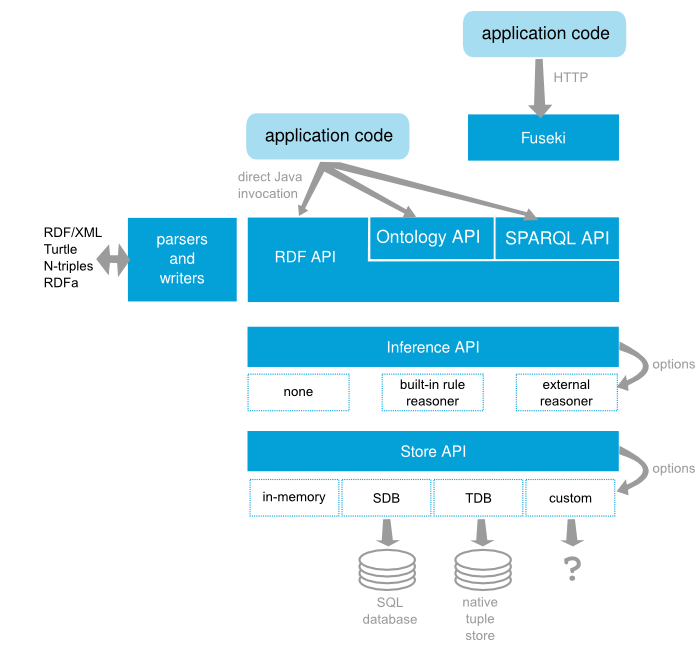 application code
HTTP
Fuseki
application code
direct Java
invocation
RDF/XML
Turtle
N-triples
RDFa
parsers
and
writers
RDF API
Ontology API
SPARQL API
Inference API
options
none
built-in rule
reasoner
external
reasoner
Store API
options
in-memory
SDB
TDB
custom
?
SQL
database
native
tuple
store